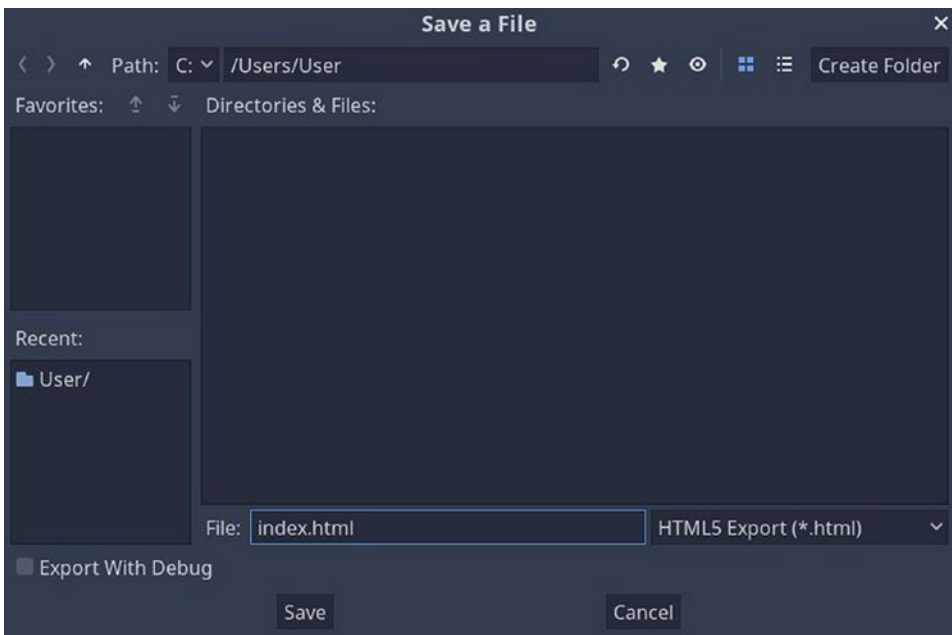 Save a File
Path: C: /Users/User Create Folder
Favorites: Directories & Files:
Recent:
User/
File: index.html HTML5 Export (*.html)
Export With Debug
Save Cancel